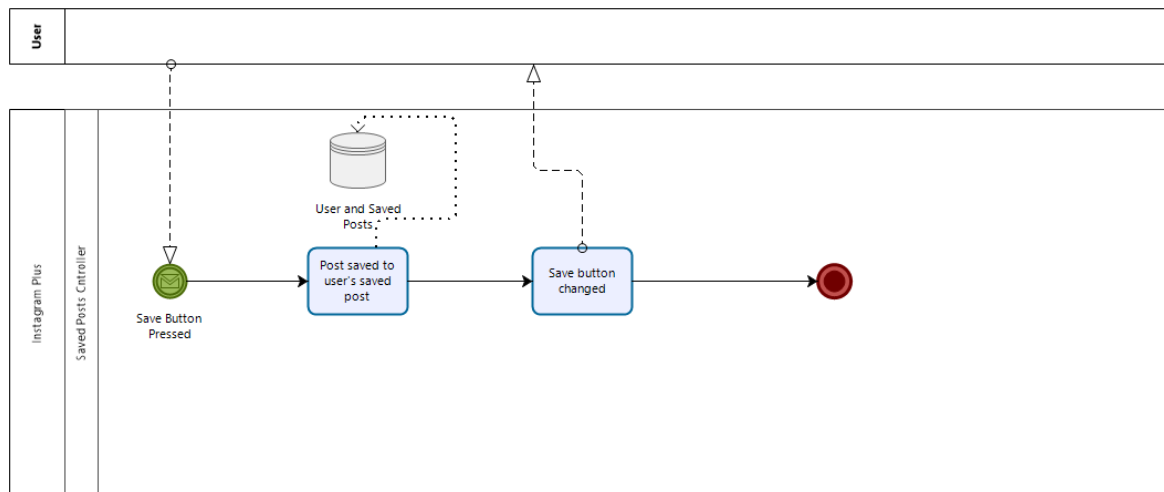 User
Instagram Plus
Saved Posts Cntroller
User and Saved
Posts
Post saved to
user's saved
post
Save button
changed
Save Button
Pressed